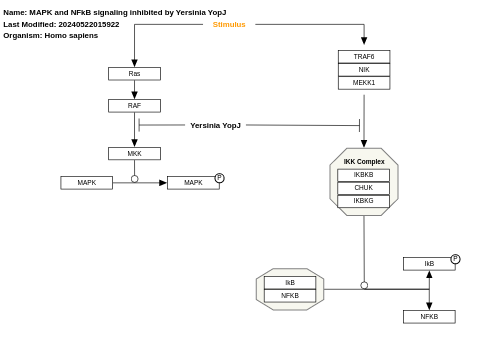 Name: MAPK and NFkB signaling inhibited by Yersinia YopJ
Last Modified: 20240522015922
Organism: Homo sapiens
Stimulus
Ras
RAF
Yersinia YopJ
MKK
MAPK
MAPK
P
TRAF6
NIK
MEKK1
IKK Complex
IKBKB
CHUK
IKBKG
IkB
NFKB
IkB
P
NFKB